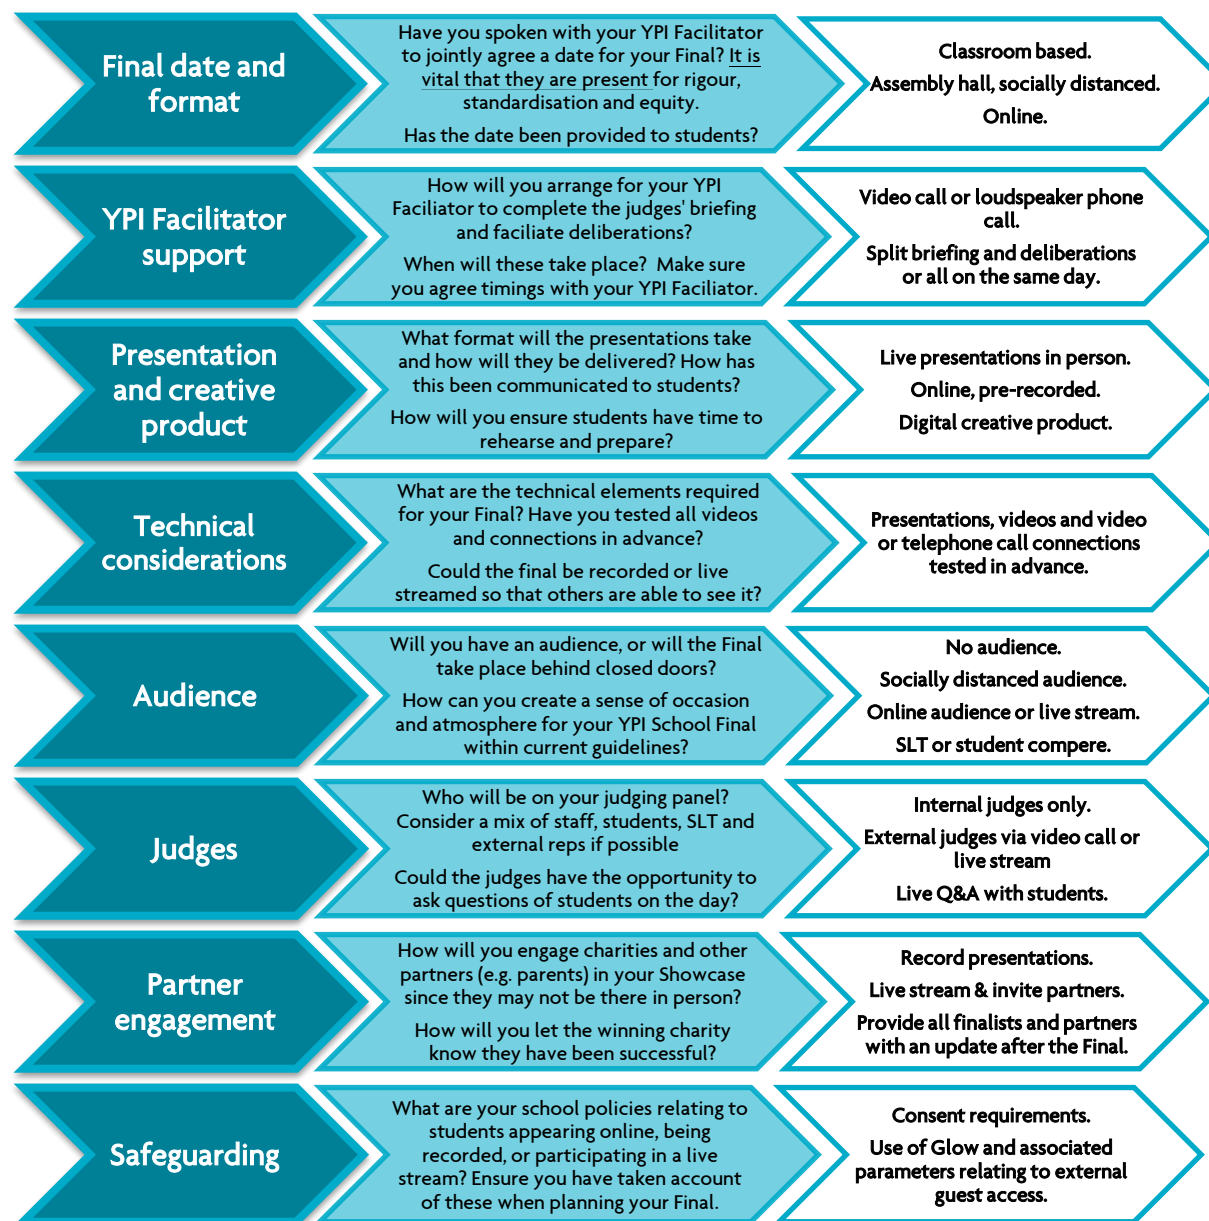 Final date and
format
Have you spoken with your YPI Facilitator
to jointly agree a date for your Final? It is
vital that they are present for rigour,
standardisation and equity.
Has the date been provided to students?
Classroom based.
Assembly hall, socially distanced.
Online.
YPI Facilitator
support
How will you arrange for your YPI
Faciliator to complete the judges' briefing
and faciliate deliberations?
When will these take place?  Make sure
you agree timings with your YPI Faciliator.
Video call or loudspeaker phone
call.
Split briefing and deliberations
or all on the same day.
Presentation
and creative
product
What format will the presentations take
and how will they be delivered? How has
this been communicated to students?
How will you ensure students have time to
rehearse and prepare?
Live presentations in person.
Online, pre-recorded.
Digital creative product.
Technical
considerations
What are the technical elements required
for your Final? Have you tested all videos
and connections in advance?
Could the final be recorded or live
streamed so that others are able to see it?
Presentations, videos and video
or telephone call connections
tested in advance.
Audience
Will you have an audience, or will the Final
take place behind closed doors?
How can you create a sense of occasion
and atmosphere for your YPI School Final
within current guidelines?
No audience.
Socially distanced audience.
Online audience or live stream.
SLT or student compere.
Judges
Who will be on your judging panel?
Consider a mix of staff, students, SLT and
external reps if possible
Could the judges have the opportunity to
ask questions of students on the day?
Internal judges only.
External judges via video call or
live stream
Live Q&A with students.
Partner
engagement
How will you engage charities and other
partners (e.g. parents) in your Showcase
since they may not be there in person?
How will you let the winning charity
know they have been successful?
Record presentations.
Live stream & invite partners.
Provide all finalists and partners
with an update after the Final.
Safeguarding
What are your school policies relating to
students appearing online, being
recorded, or participating in a live
stream? Ensure you have taken account
of these when planning your Final.
Consent requirements.
Use of Glow and associated
parameters relating to external
guest access.